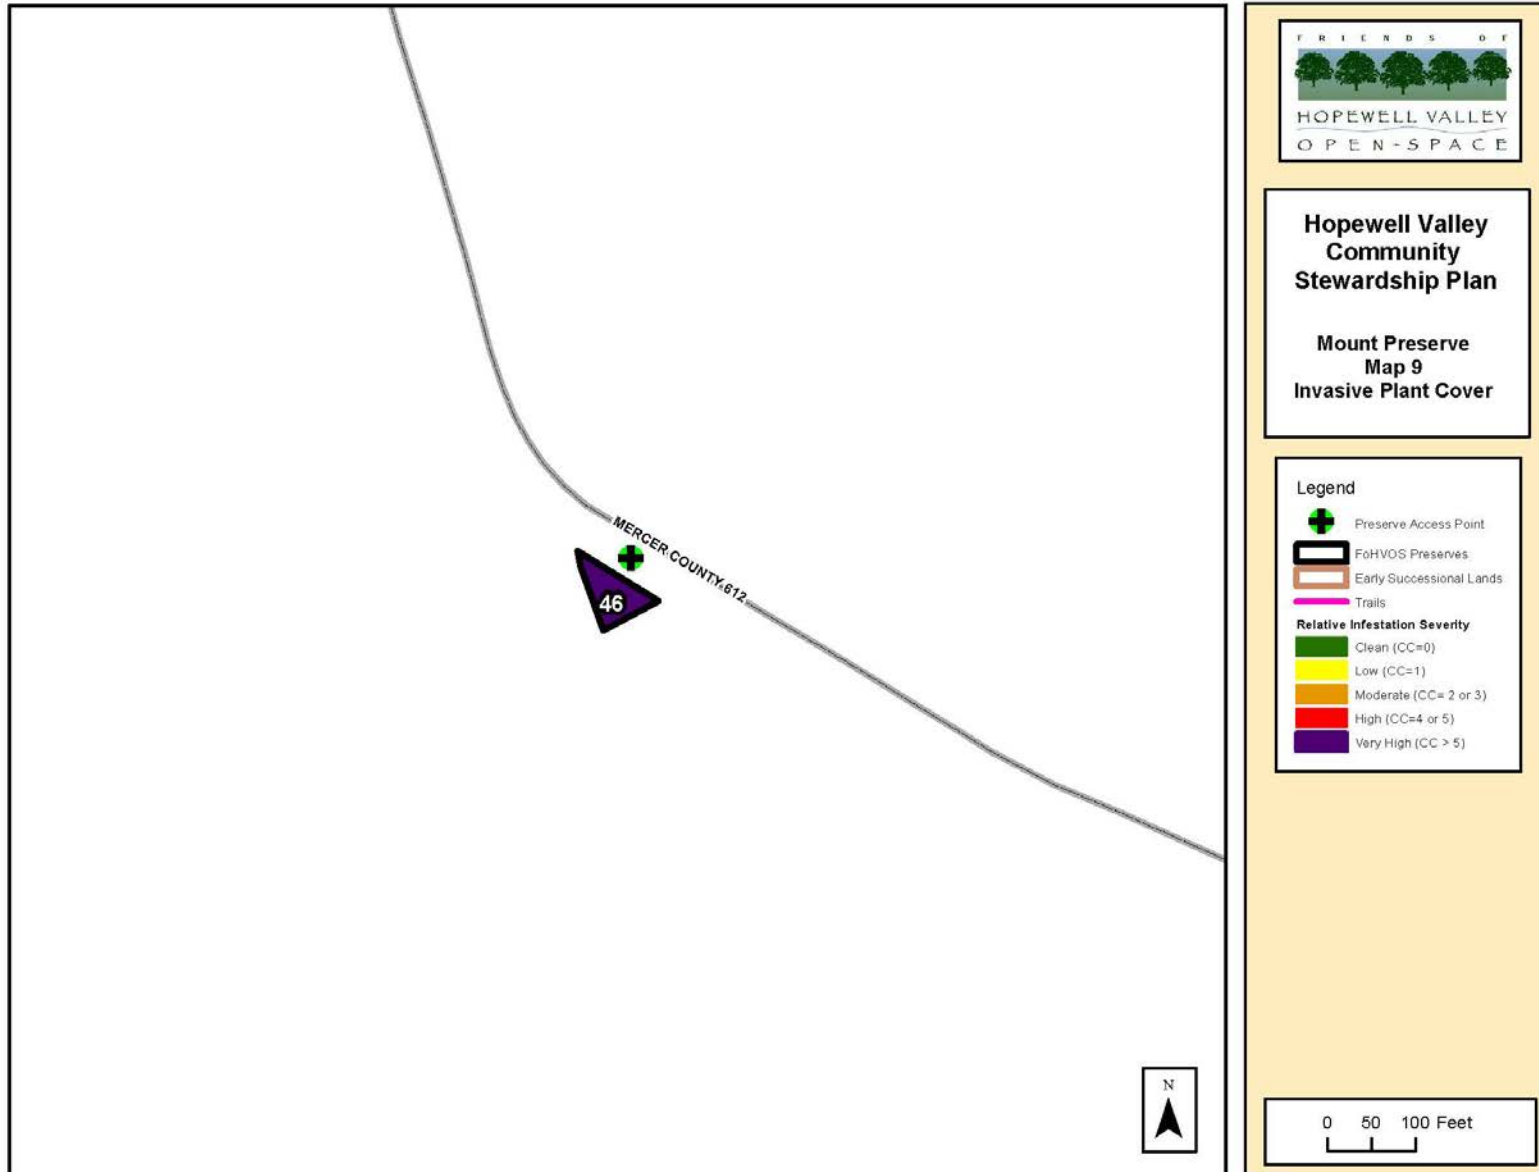 MERCER COUNTY 612
46
N
FRIENDS OF
HOPEWELL VALLEY
OPEN-SPACE
Hopewell Valley
Community
Stewardship Plan
Mount Preserve
Map 9
Invasive Plant Cover
Legend
Preserve Access Point
FoHVOS Preserves
Early Successional Lands
Trails
Relative Infestation Severity
Clean (CC=0)
Low (CC=1)
Moderate (CC= 2 or 3)
High (CC=4 or 5)
Very High (CC > 5)
0 50 100 Feet